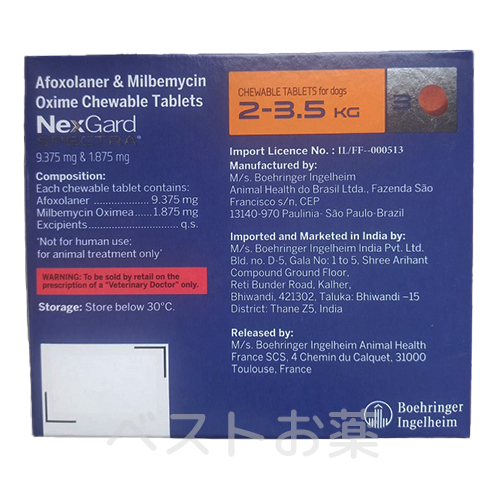 Afoxolaner & Milbemycin
Oxime Chewable Tablets
NexGard
SPECTRA®
9.375 mg & 1.875 mg
Composition:
Each chewable tablet contains:
Afoxolaner .................... 9.375 mg
Milbemycin Oximea......1.875 mg
Excipients............................q.s.
*Not for human use;
for animal treatment only*
WARNING: To be sold by retail on the
prescription of a "Veterinary Doctor" only.
Storage: Store below 30°C.
CHEWABLE TABLETS for dogs
2-3.5 KG
3
Import Licence No. : IL/FF--000513
Manufactured by:
M/s. Boehringer Ingelheim
Animal Health do Brasil Ltda., Fazenda São
Francisco s/n, CEP
13140-970 Paulinia- São Paulo-Brazil
Imported and Marketed in India by:
M/s. Boehringer Ingelheim India Pvt. Ltd.
Bld. no. D-5, Gala No: 1 to 5, Shree Arihant
Compound Ground Floor,
Reti Bunder Road, Kalher,
Bhiwandi, 421302, Taluka: Bhiwandi –15
District: Thane Z5, India
Released by:
M/s. Boehringer Ingelheim Animal Health
France SCS, 4 Chemin du Calquet, 31000
Toulouse, France
Boehringer
Ingelheim
ベストお薬